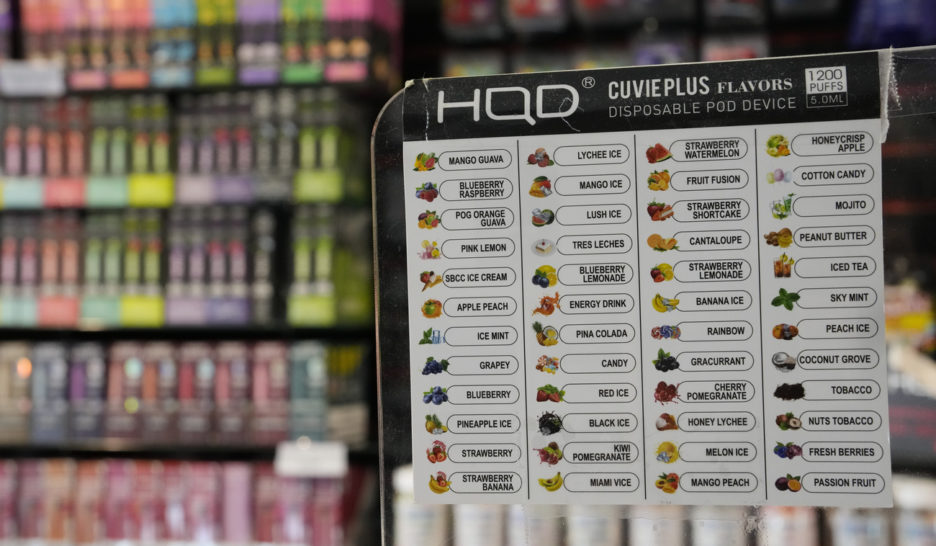 HQD®
CUVIEPLUS FLAVORS
DISPOSABLE POD DEVICE
1200
PUFFS
5.0ML
MANGO GUAVA
BLUEBERRY
RASPBERRY
POG ORANGE
GUAVA
PINK LEMON
SBCC ICE CREAM
APPLE PEACH
ICE MINT
GRAPEY
BLUEBERRY
PINEAPPLE ICE
STRAWBERRY
STRAWBERRY
BANANA
LYCHEE ICE
MANGO ICE
LUSH ICE
TRES LECHES
BLUEBERRY
LEMONADE
ENERGY DRINK
PINA COLADA
CANDY
RED ICE
BLACK ICE
KIWI
POMEGRANATE
MIAMI VICE
STRAWBERRY
WATERMELON
FRUIT FUSION
STRAWBERRY
SHORTCAKE
CANTALOUPE
STRAWBERRY
LEMONADE
BANANA ICE
RAINBOW
GRACURRANT
CHERRY
POMEGRANATE
HONEY LYCHEE
MELON ICE
MANGO PEACH
HONEYCRISP
APPLE
COTTON CANDY
MOJITO
PEANUT BUTTER
ICED TEA
SKY MINT
PEACH ICE
COCONUT GROVE
TOBACCO
NUTS TOBACCO
FRESH BERRIES
PASSION FRUIT